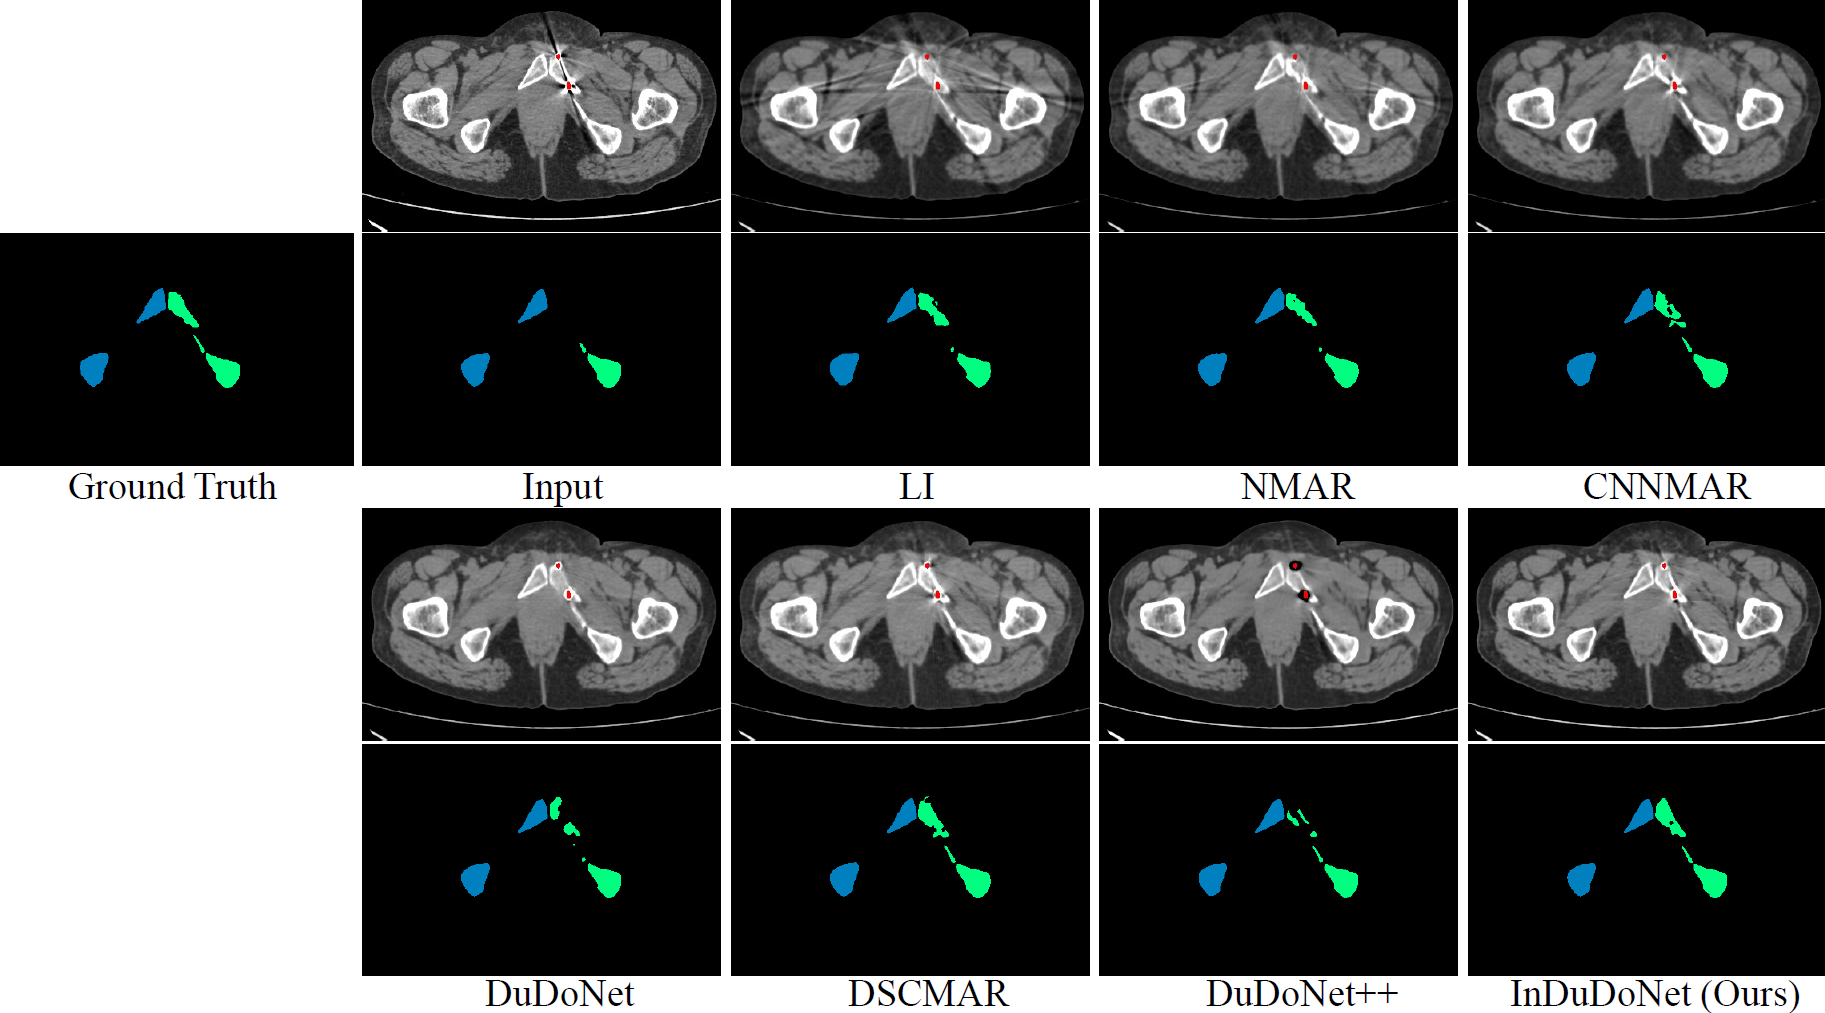 Ground Truth
Input
LI
NMAR
CNNMAR
DuDoNet
DSCMAR
DuDoNet++
InDuDoNet (Ours)